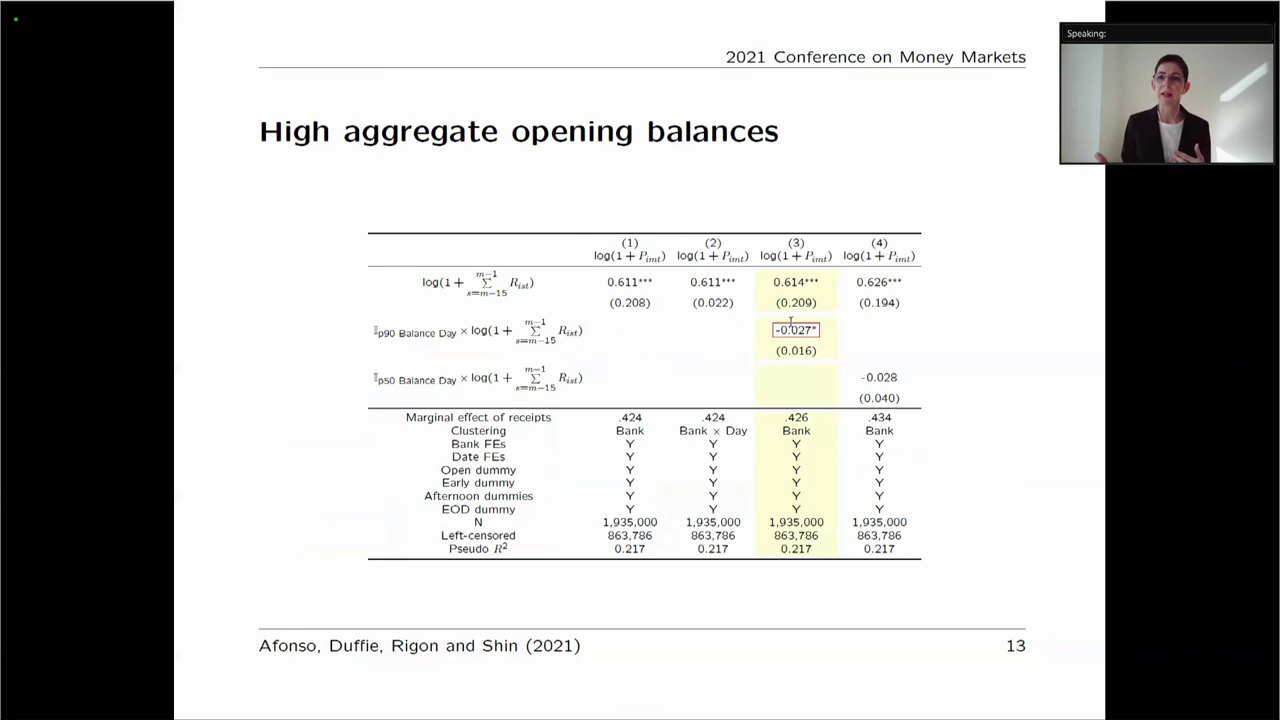 Speaking:
2021 Conference on Money Markets
High aggregate opening balances
(1) (2) (3) (4)
log(1 + P_imt) log(1 + P_imt) log(1 + P_imt) log(1 + P_imt)
log(1 + ∑_{s=m−15}^{m−1} R_ist) 0.611*** 0.611*** 0.614*** 0.626***
(0.208) (0.022) (0.209) (0.194)
𝕀_p90 Balance Day × log(1 + ∑_{s=m−15}^{m−1} R_ist) -0.027*
(0.016)
𝕀_p50 Balance Day × log(1 + ∑_{s=m−15}^{m−1} R_ist) -0.028
(0.040)
Marginal effect of receipts .424 .424 .426 .434
Clustering Bank Bank × Day Bank Bank
Bank FEs Y Y Y Y
Date FEs Y Y Y Y
Open dummy Y Y Y Y
Early dummy Y Y Y Y
Afternoon dummies Y Y Y Y
EOD dummy Y Y Y Y
N 1,935,000 1,935,000 1,935,000 1,935,000
Left-censored 863,786 863,786 863,786 863,786
Pseudo R² 0.217 0.217 0.217 0.217
Afonso, Duffie, Rigon and Shin (2021)
13